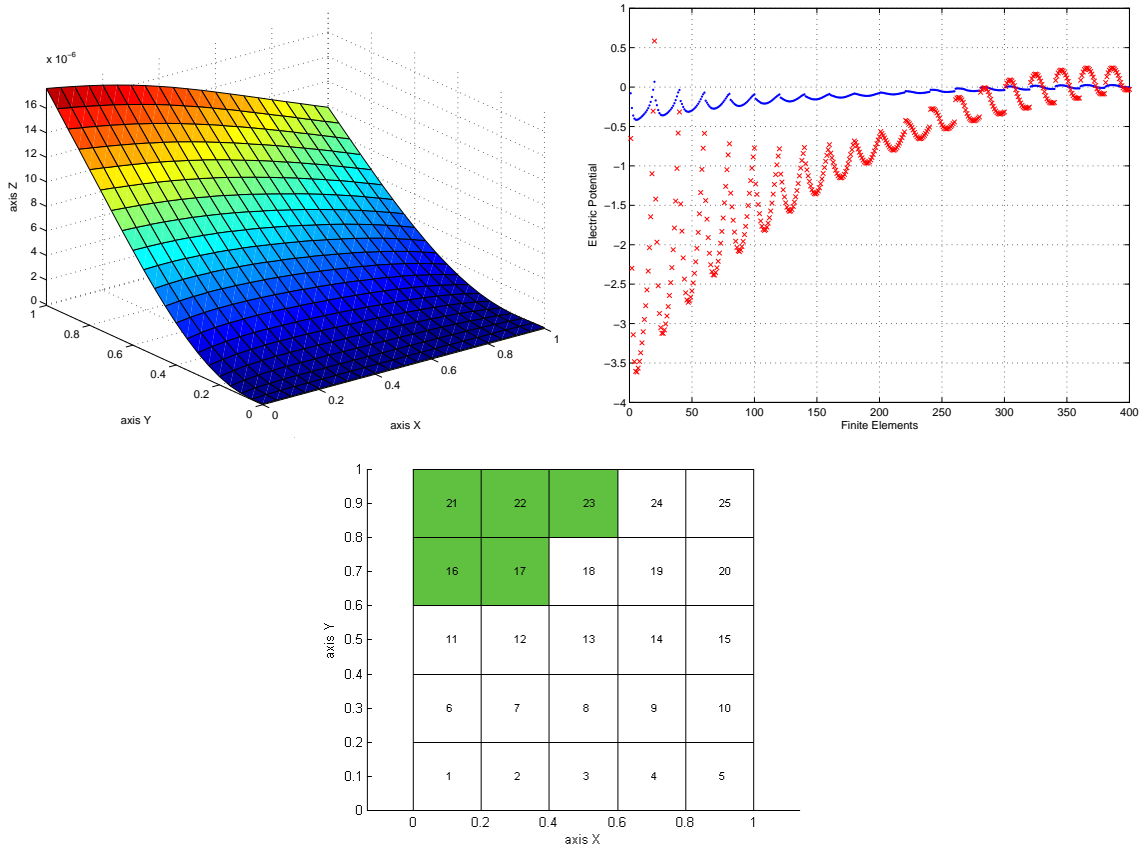 x 10−6
16
14
12
10
8
6
4
2
0
axis Z
1
0.8
0.6
0.4
0.2
0
axis Y
0
0.2
0.4
0.6
0.8
1
axis X
1
0.5
0
−0.5
−1
−1.5
−2
−2.5
−3
−3.5
−4
Electric Potential
0 50 100 150 200 250 300 350 400
Finite Elements
1
0.9
0.8
0.7
0.6
0.5
0.4
0.3
0.2
0.1
0
axis Y
21 22 23 24 25
16 17 18 19 20
11 12 13 14 15
6 7 8 9 10
1 2 3 4 5
0 0.2 0.4 0.6 0.8 1
axis X